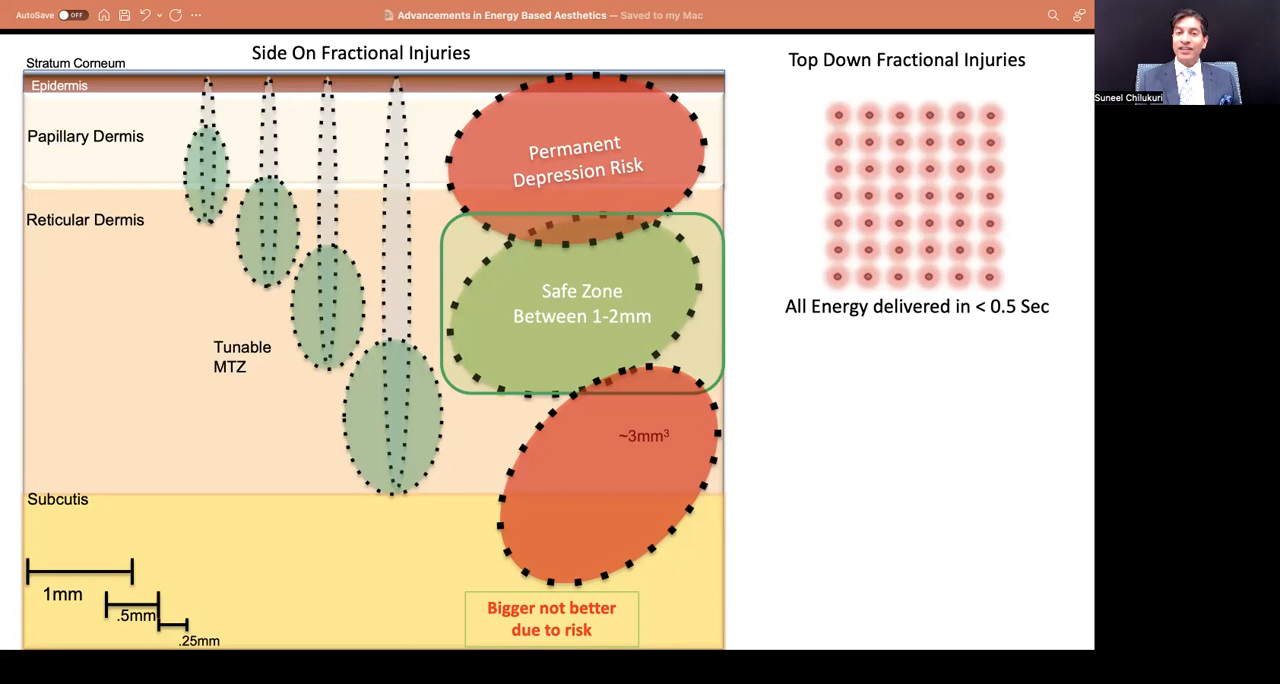 AutoSave OFF
Advancements in Energy Based Aesthetics — Saved to my Mac
Suneel Chilukuri
Side On Fractional Injuries
Stratum Corneum
Epidermis
Papillary Dermis
Reticular Dermis
Tunable
MTZ
Subcutis
1mm
.5mm
.25mm
Permanent
Depression Risk
Safe Zone
Between 1-2mm
~3mm³
Bigger not better
due to risk
Top Down Fractional Injuries
All Energy delivered in < 0.5 Sec